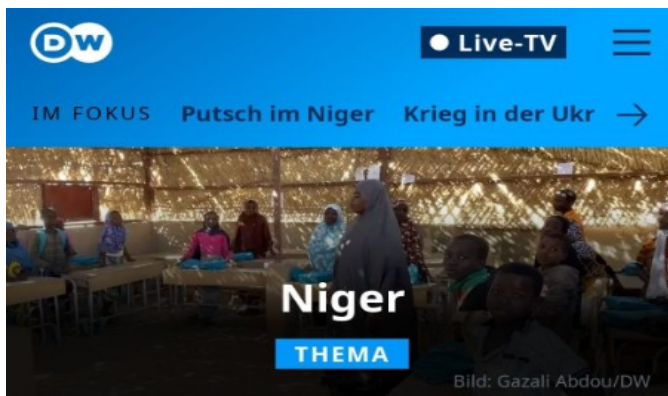 DW
Live-TV
IM FOKUS Putsch im Niger Krieg in der Ukr
Niger
THEMA
Bild: Gazali Abdou/DW